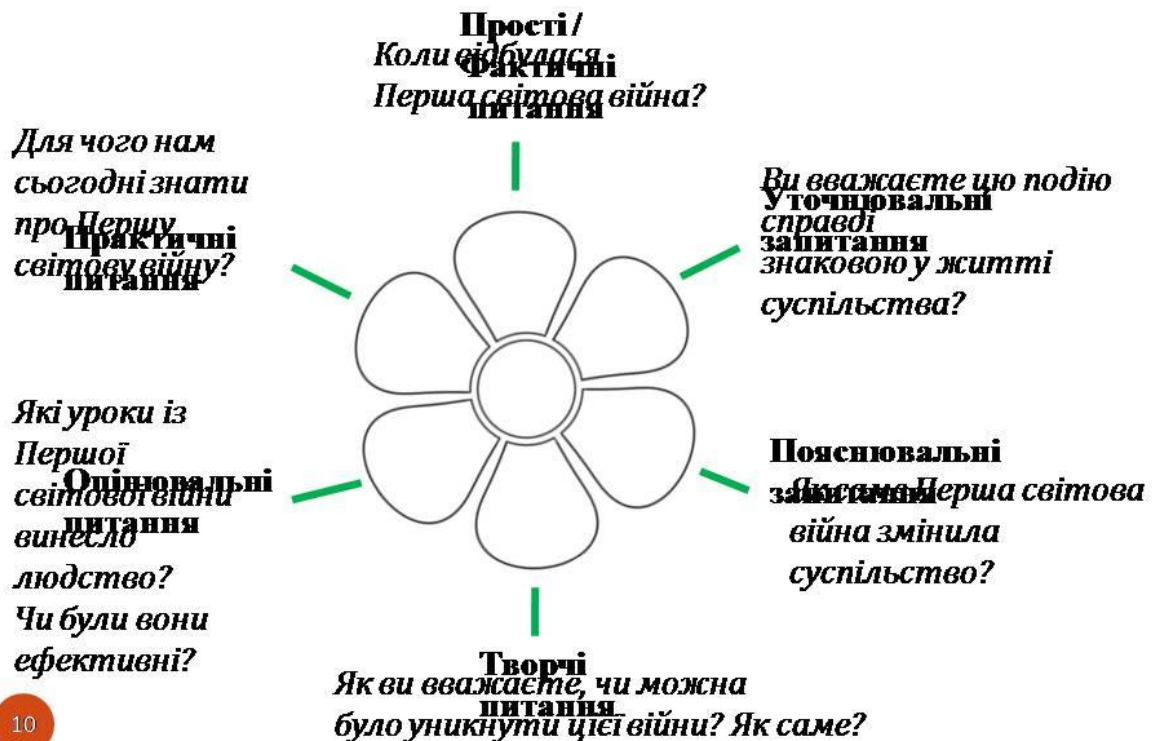 Прості /
Фактичні
питання
Коли відбулася
Перша світова війна?
Уточнювальні
запитання
Ви вважаєте цю подію
справді
знаковою у житті
суспільства?
Пояснювальні
запитання
Як саме Перша світова
війна змінила
суспільство?
Творчі
питання
Як ви вважаєте, чи можна
було уникнути цієї війни? Як саме?
Оцінювальні
питання
Які уроки із
Першої
світової війни
винесло
людство?
Чи були вони
ефективні?
Практичні
питання
Для чого нам
сьогодні знати
про Першу
світову війну?
10